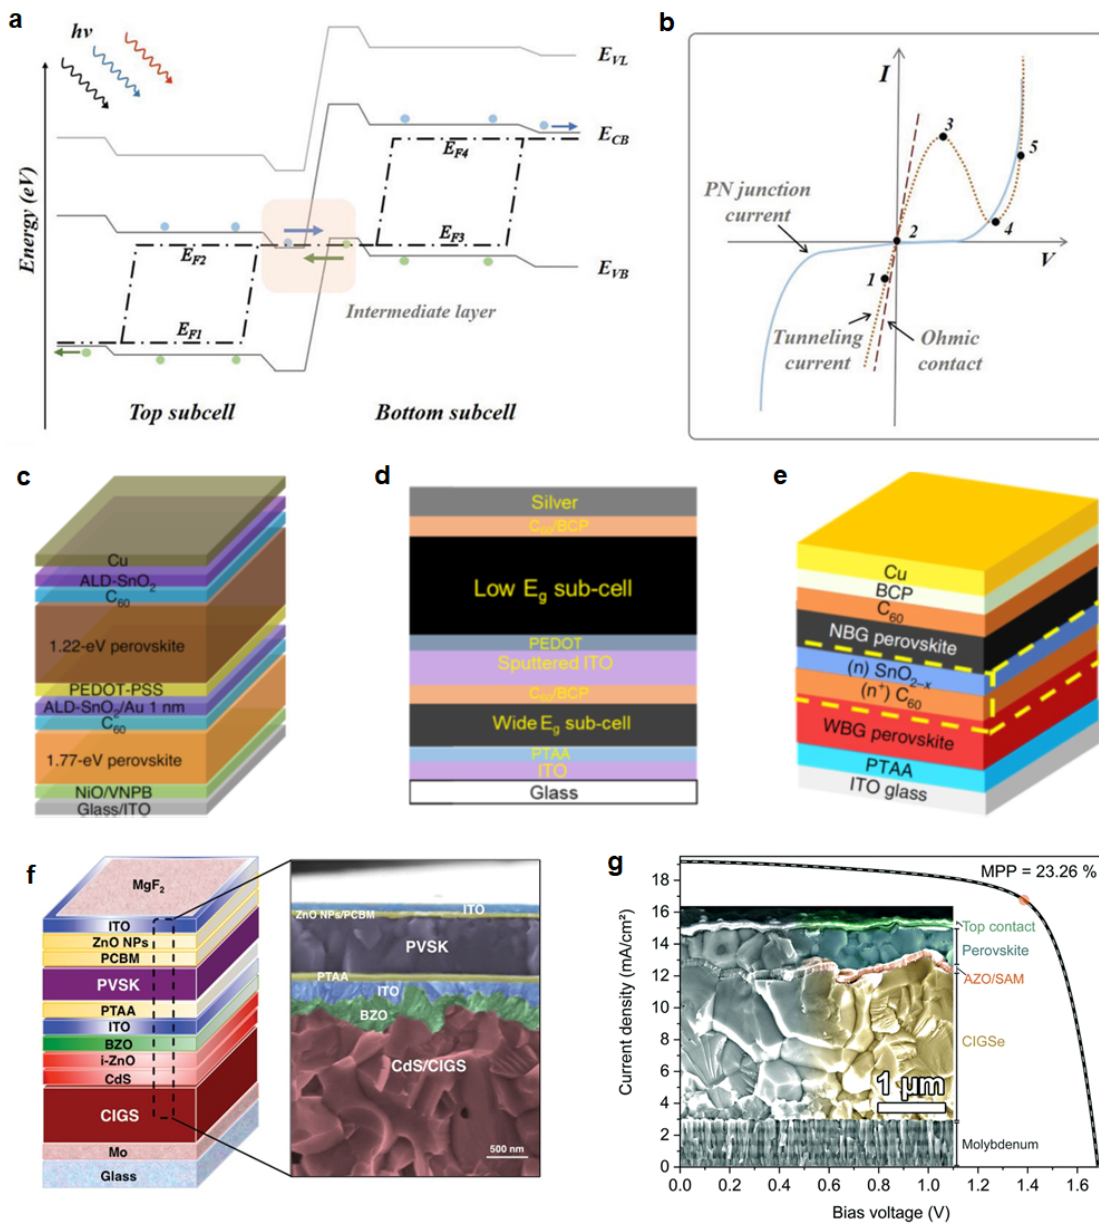 a
hν
Energy (eV)
E_VL
E_CB
E_F4
E_F3
E_F2
E_F1
E_VB
Intermediate layer
Top subcell
Bottom subcell
b
I
3
5
PN junction
current
2
4
V
1
Tunneling
current
Ohmic
contact
c
Cu
ALD-SnO₂
C₆₀
1.22-eV perovskite
PEDOT-PSS
ALD-SnO₂/Au 1 nm
C₆₀
1.77-eV perovskite
NiO/VNPB
Glass/ITO
d
Silver
C₆₀/BCP
Low E_g sub-cell
PEDOT
Sputtered ITO
C₆₀/BCP
Wide E_g sub-cell
PTAA
ITO
Glass
e
Cu
BCP
C₆₀
NBG perovskite
(n) SnO₂₋ₓ
(n⁺) C₆₀
WBG perovskite
PTAA
ITO glass
f
MgF₂
ITO
ZnO NPs
PCBM
PVSK
PTAA
ITO
BZO
i-ZnO
CdS
CIGS
Mo
Glass
ITO
ZnO NPs/PCBM
PVSK
PTAA
ITO
BZO
CdS/CIGS
500 nm
g
MPP = 23.26 %
Current density (mA/cm²)
18
16
14
12
10
8
6
4
2
0
Top contact
Perovskite
AZO/SAM
CIGSe
1 µm
Molybdenum
0.0 0.2 0.4 0.6 0.8 1.0 1.2 1.4 1.6
Bias voltage (V)